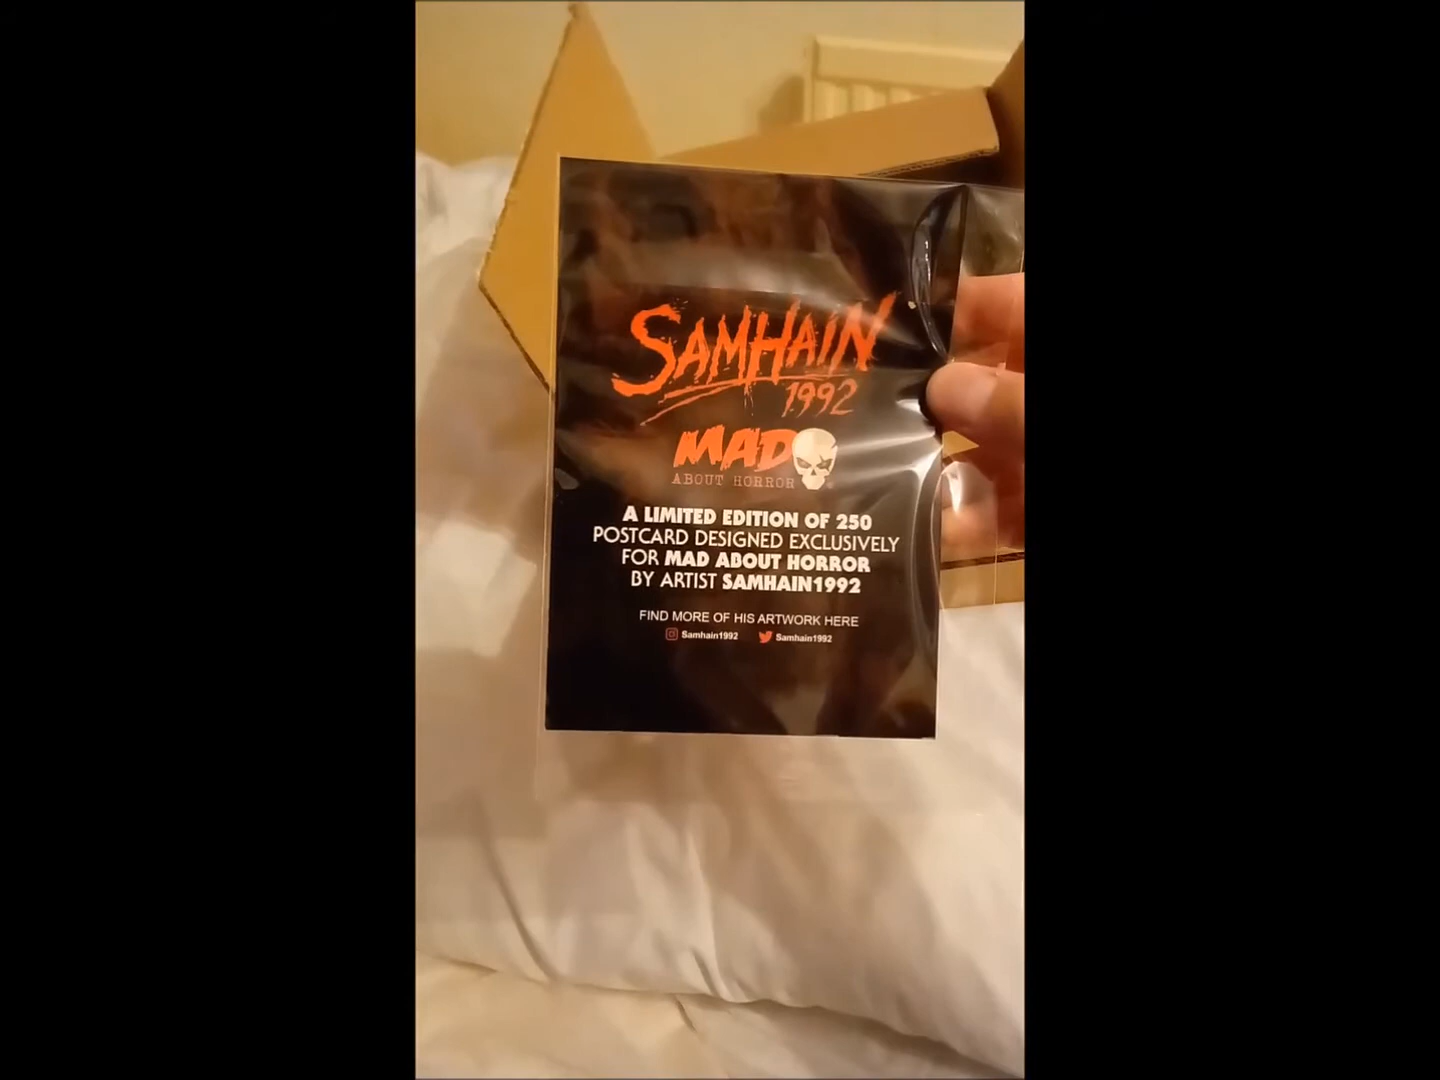 SAMHAIN
1992
MAD
ABOUT HORROR
A LIMITED EDITION OF 250
POSTCARD DESIGNED EXCLUSIVELY
FOR MAD ABOUT HORROR
BY ARTIST SAMHAIN1992
FIND MORE OF HIS ARTWORK HERE
Samhain1992 Samhain1992